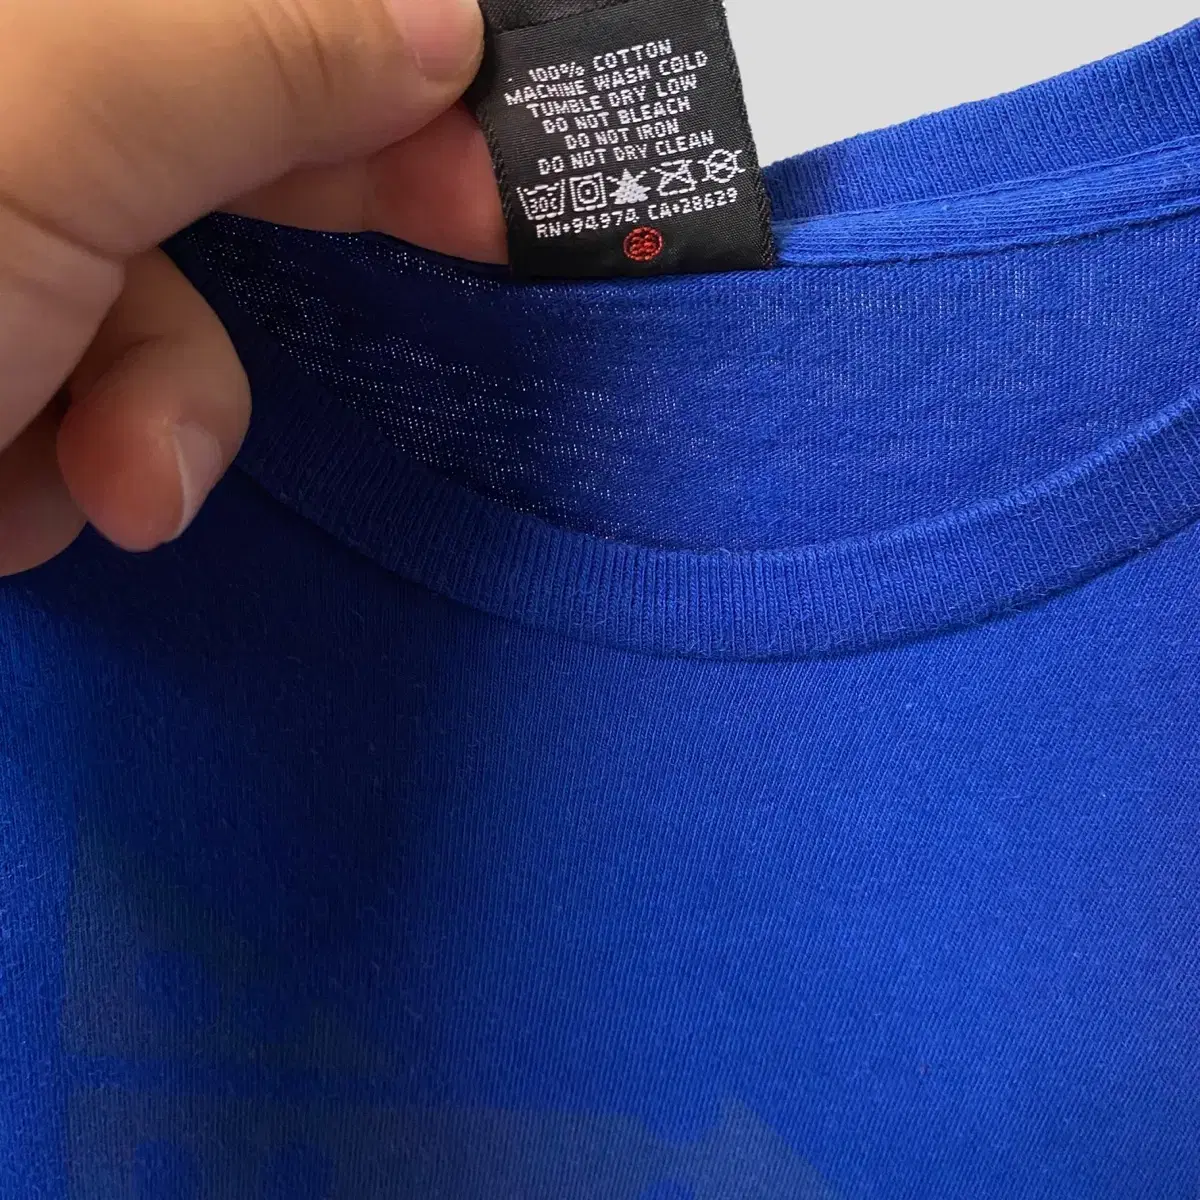 100% COTTON
MACHINE WASH COLD
TUMBLE DRY LOW
DO NOT BLEACH
DO NOT IRON
DO NOT DRY CLEAN
30C
RN•94974 CA•28629